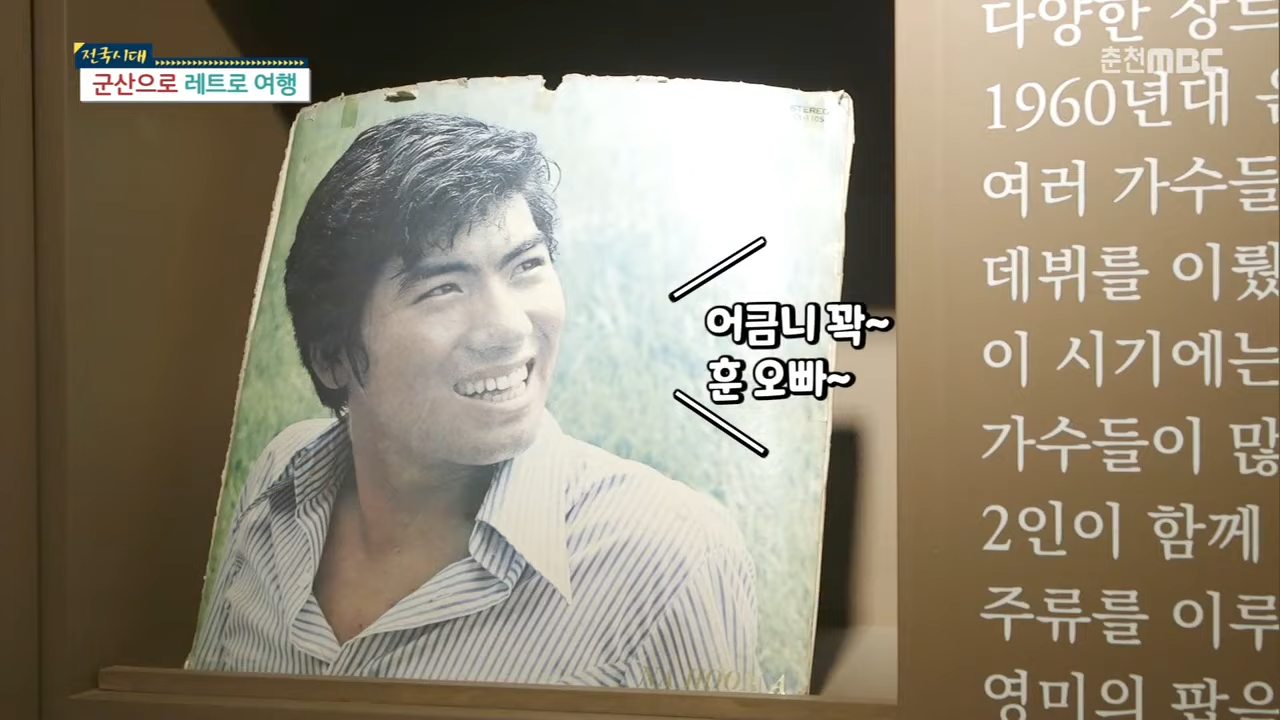 전국시대
군산으로 레트로 여행
춘천MBC
STEREO
어금니 꽉~
훈 오빠~
다양한 장르
1960년대
여러 가수들
데뷔를 이뤘
이 시기에는
가수들이 많
2인이 함께
주류를 이루
영미의 팝은